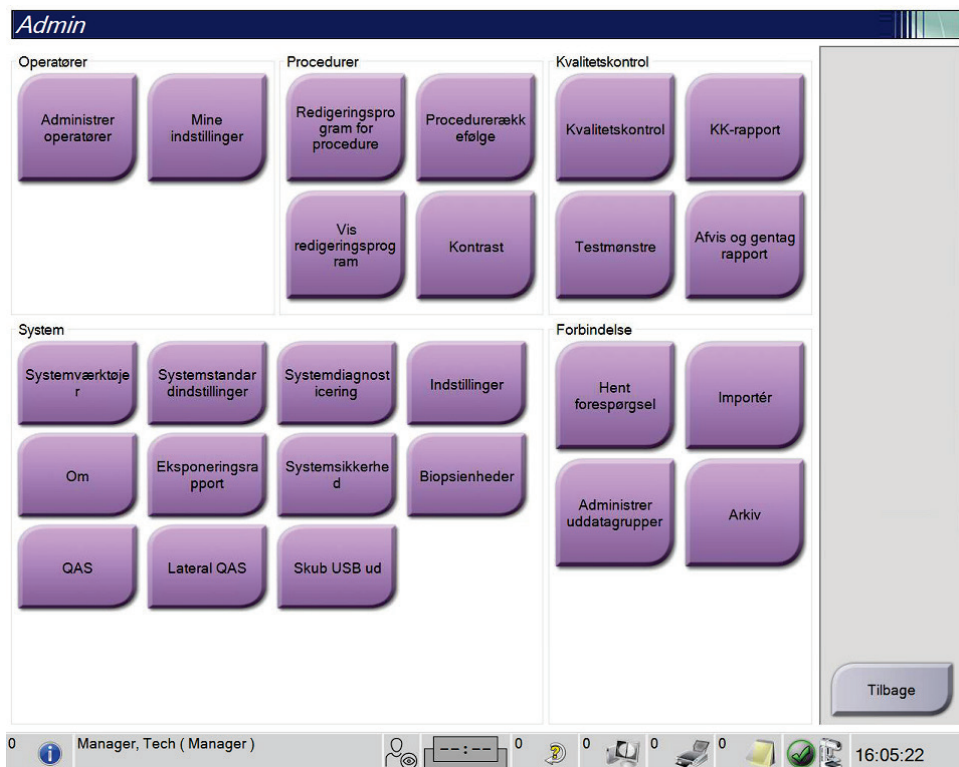 Admin
Operatører
Administrer
operatører
Mine
indstillinger
Procedurer
Redigeringspro
gram for
procedure
Procedurerækk
efølge
Vis
redigeringsprog
ram
Kontrast
Kvalitetskontrol
Kvalitetskontrol
KK-rapport
Testmønstre
Afvis og gentag
rapport
System
Systemværktøje
r
Systemstandar
dindstillinger
Systemdiagnost
icering
Indstillinger
Om
Eksponeringsra
pport
Systemsikkerhe
d
Biopsienheder
QAS
Lateral QAS
Skub USB ud
Forbindelse
Hent
forespørgsel
Importér
Administrer
uddatagrupper
Arkiv
Tilbage
0
Manager, Tech ( Manager )
--:--
0
0
0
0
16:05:22